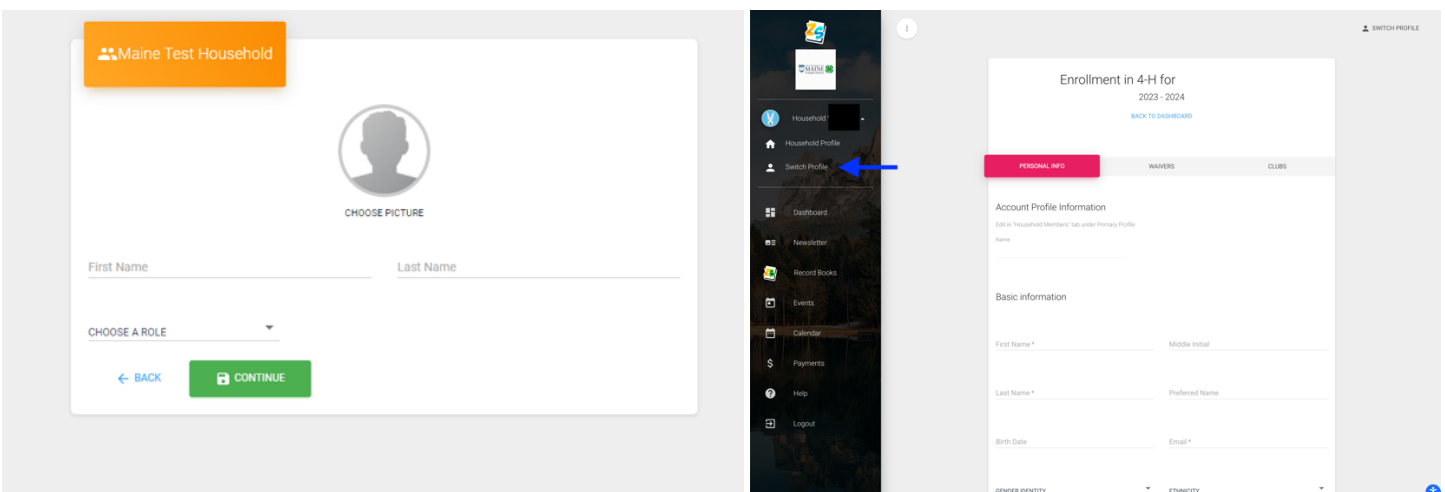 Maine Test Household
CHOOSE PICTURE
First Name
Last Name
CHOOSE A ROLE
BACK
CONTINUE
MAINE
Household
Household Profile
Switch Profile
Dashboard
Newsletter
Record Books
Events
Calendar
Payments
Help
Logout
SWITCH PROFILE
Enrollment in 4-H for
2023 - 2024
BACK TO DASHBOARD
PERSONAL INFO
WAIVERS
CLUBS
Account Profile Information
Edit in 'Household Members' tab under Primary Profile
Name
Basic information
First Name *
Middle Initial
Last Name *
Preferred Name
Birth Date
Email *
GENDER IDENTITY
ETHNICITY